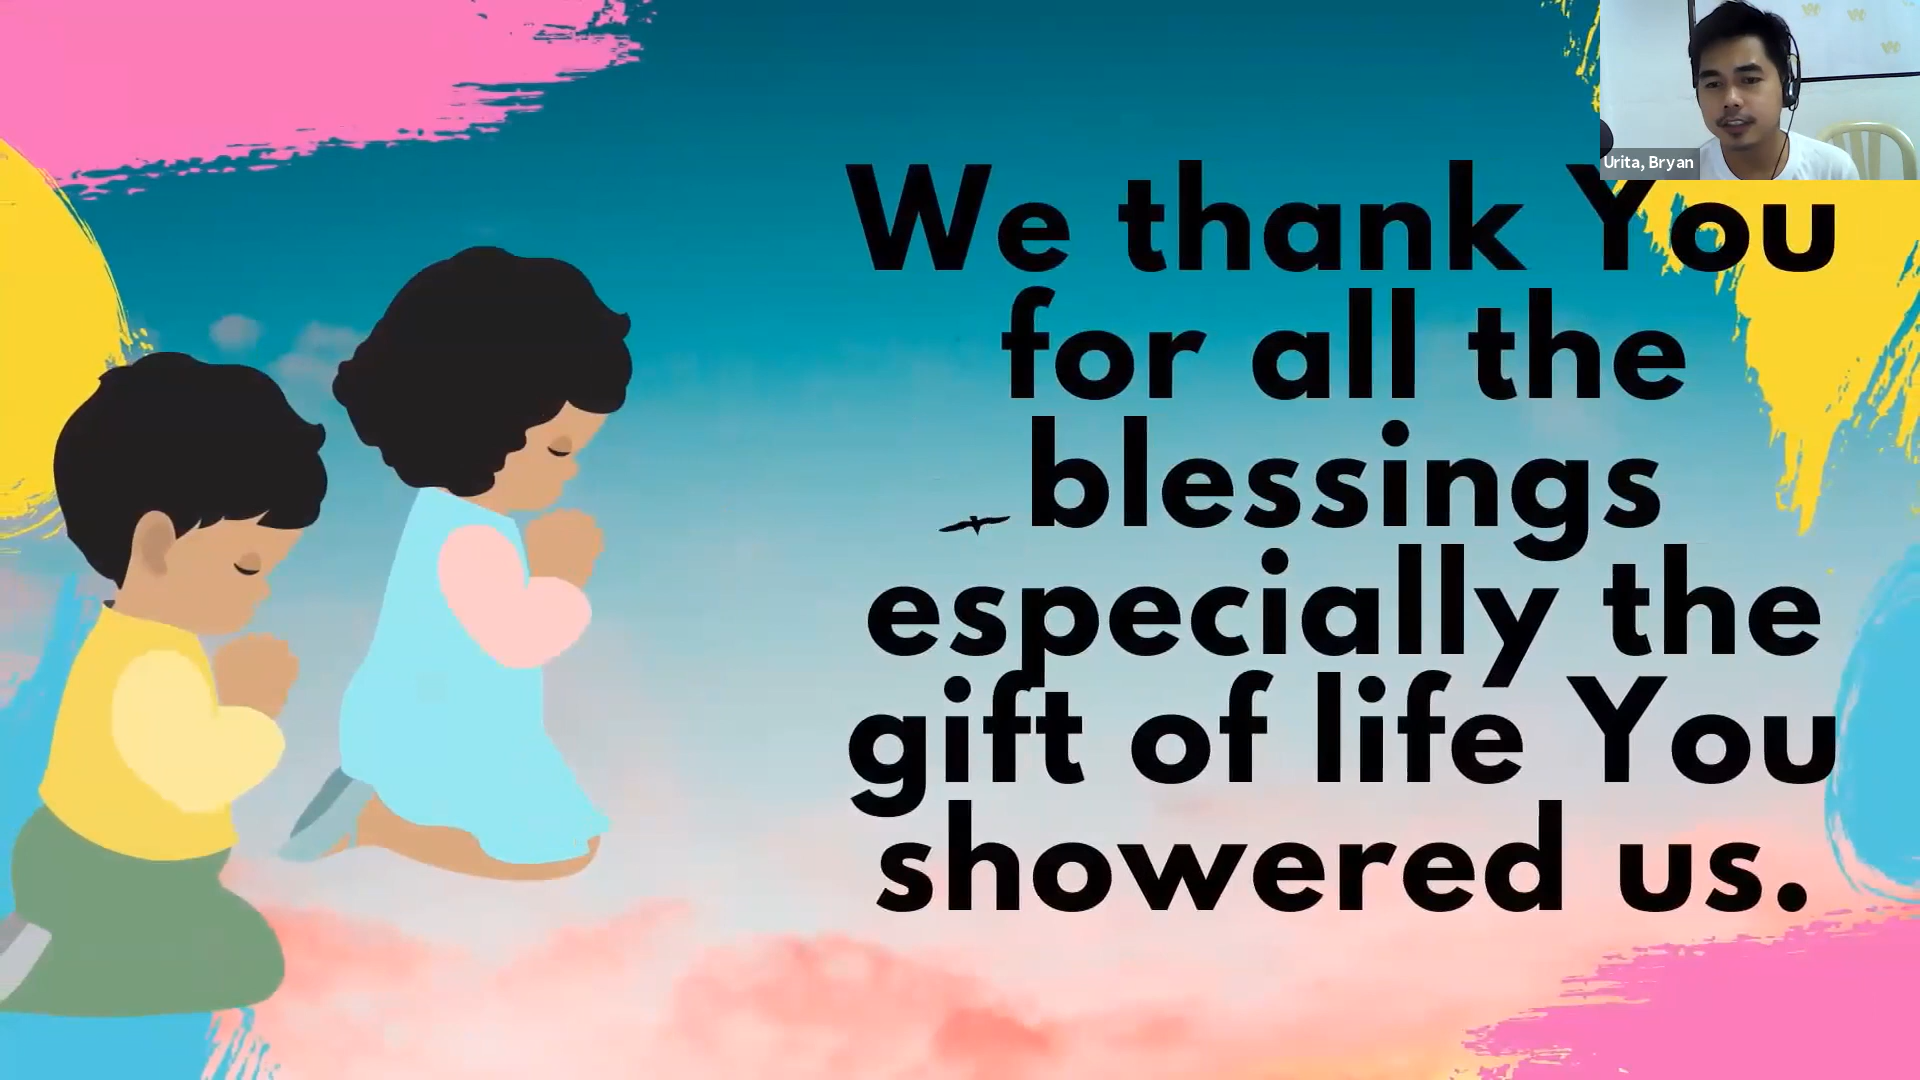 Urita, Bryan
We thank You
for all the
blessings
especially the
gift of life You
showered us.